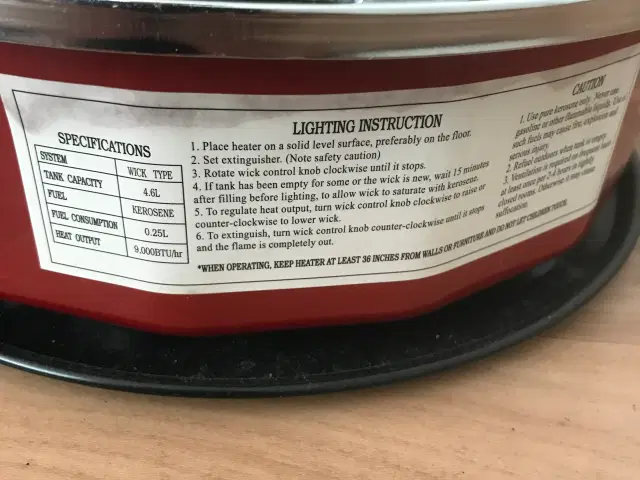 SPECIFICATIONS
SYSTEM WICK TYPE
TANK CAPACITY 4.6L
FUEL KEROSENE
FUEL CONSUMPTION 0.25L
HEAT OUTPUT 9,000BTU/hr
LIGHTING INSTRUCTION
1. Place heater on a solid level surface, preferably on the floor.
2. Set extinguisher. (Note safety caution)
3. Rotate wick control knob clockwise until it stops.
4. If tank has been empty for some or the wick is new, wait 15 minutes
after filling before lighting, to allow wick to saturate with kerosene.
5. To regulate heat output, turn wick control knob clockwise to raise or
counter-clockwise to lower wick.
6. To extinguish, turn wick control knob counter-clockwise until it stops
and the flame is completely out.
*WHEN OPERATING, KEEP HEATER AT LEAST 36 INCHES FROM WALLS OR FURNITURE AND DO NOT LET CHILDREN TOUCH.
CAUTION
1. Use pure kerosene only. Never use
gasoline or other flammable liquids. Use of
such fuels may cause fire, explosion and
serious injury.
2. Refuel outdoors when tank is empty.
3. Ventilation is required on frequent basis
at least once per 2-4 hours in tightly
closed rooms. Otherwise it may cause
suffocation.